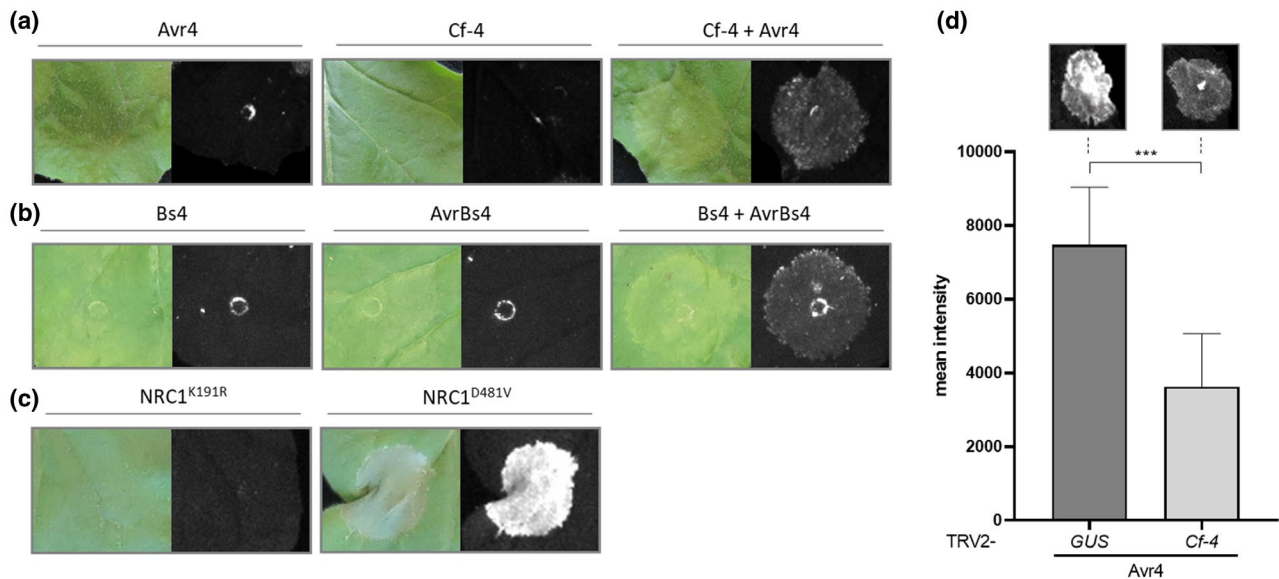 (a)
Avr4 Cf-4 Cf-4 + Avr4
(b)
Bs4 AvrBs4 Bs4 + AvrBs4
(c)
NRC1K191R NRC1D481V
(d)
***
mean intensity
10000
8000
6000
4000
2000
0
TRV2- GUS Cf-4
Avr4